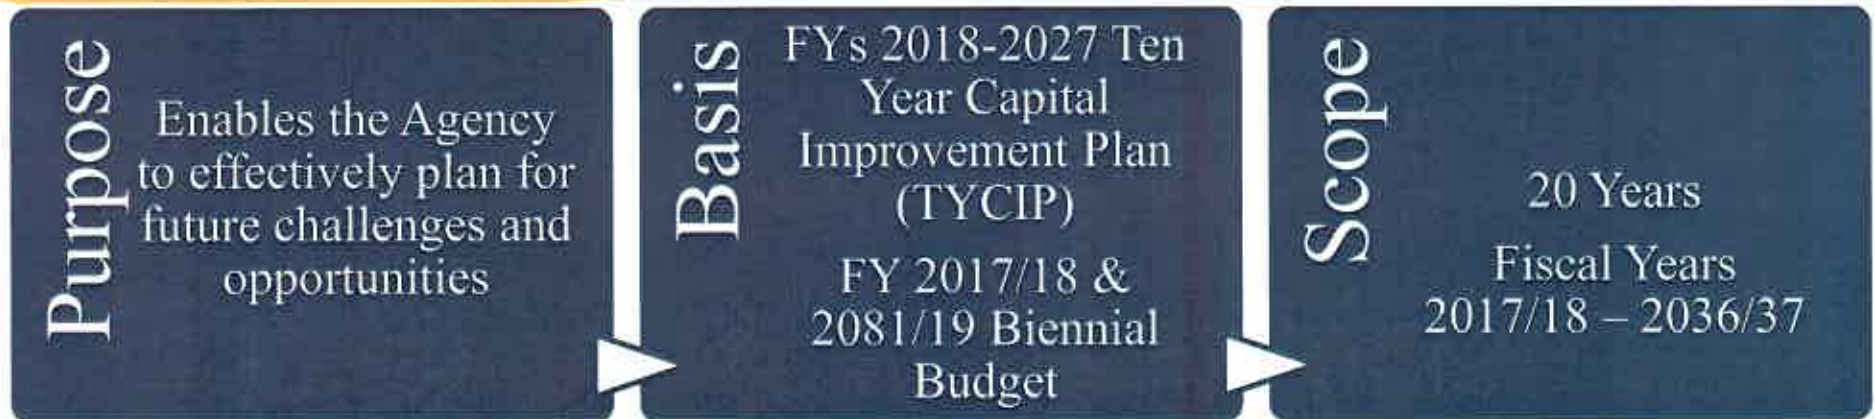 Purpose
Enables the Agency
to effectively plan for
future challenges and
opportunities
Basis
FYs 2018-2027 Ten
Year Capital
Improvement Plan
(TYCIP)
FY 2017/18 &
2081/19 Biennial
Budget
Scope
20 Years
Fiscal Years
2017/18 – 2036/37